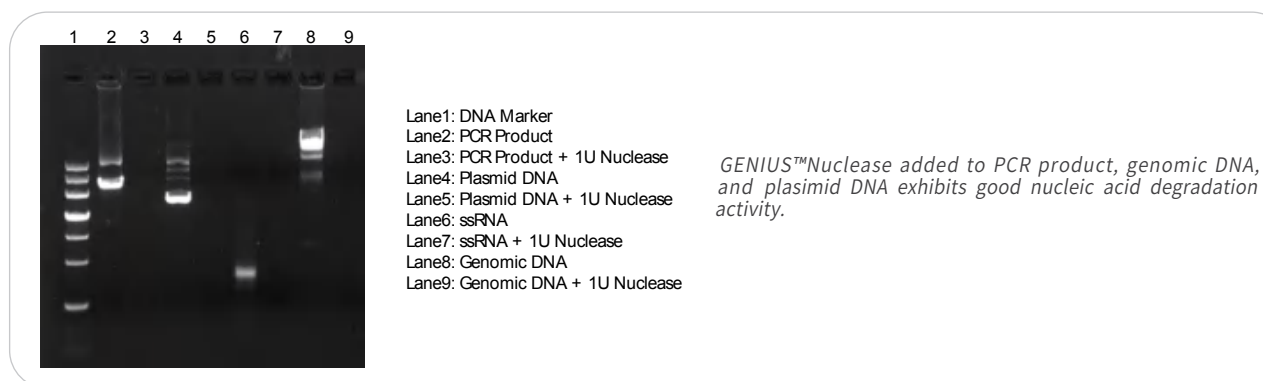 1 2 3 4 5 6 7 8 9
Lane1: DNA Marker
Lane2: PCR Product
Lane3: PCR Product + 1U Nuclease
Lane4: Plasmid DNA
Lane5: Plasmid DNA + 1U Nuclease
Lane6: ssRNA
Lane7: ssRNA + 1U Nuclease
Lane8: Genomic DNA
Lane9: Genomic DNA + 1U Nuclease
GENIUS™Nuclease added to PCR product, genomic DNA,
and plasimid DNA exhibits good nucleic acid degradation
activity.